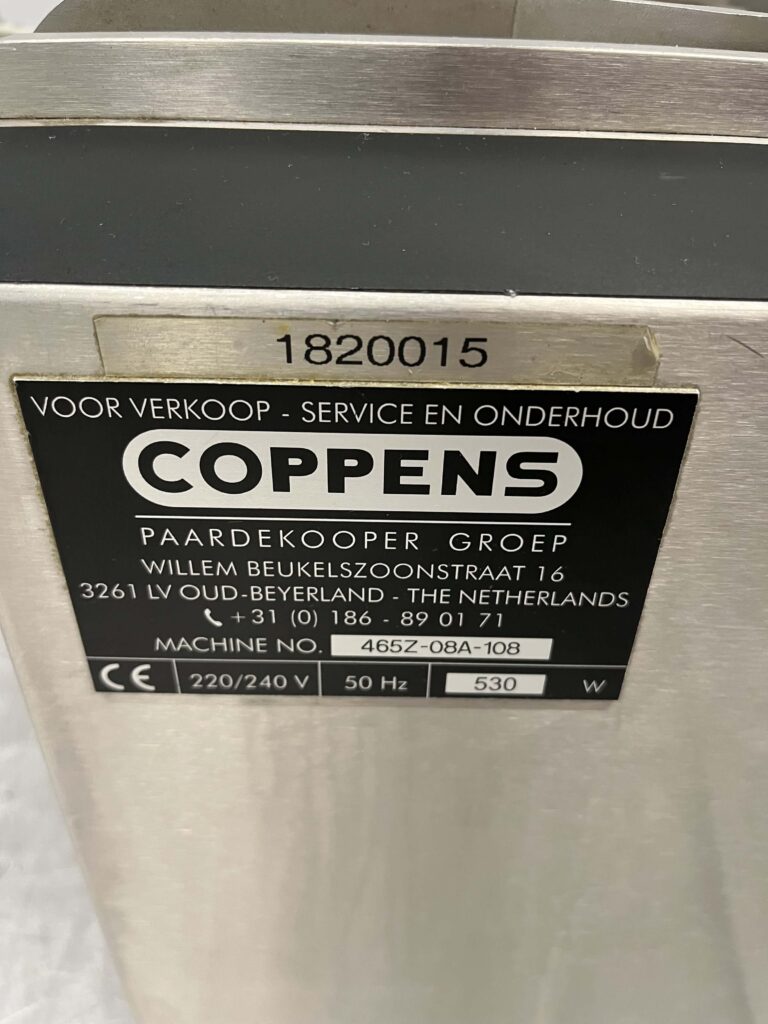 1820015
VOOR VERKOOP - SERVICE EN ONDERHOUD
COPPENS
PAARDEKOOPER GROEP
WILLEM BEUKELSZOONSTRAAT 16
3261 LV OUD-BEYERLAND - THE NETHERLANDS
+31 (0) 186 - 89 01 71
MACHINE NO. 465Z-08A-108
CE 220/240 V 50 Hz 530 W